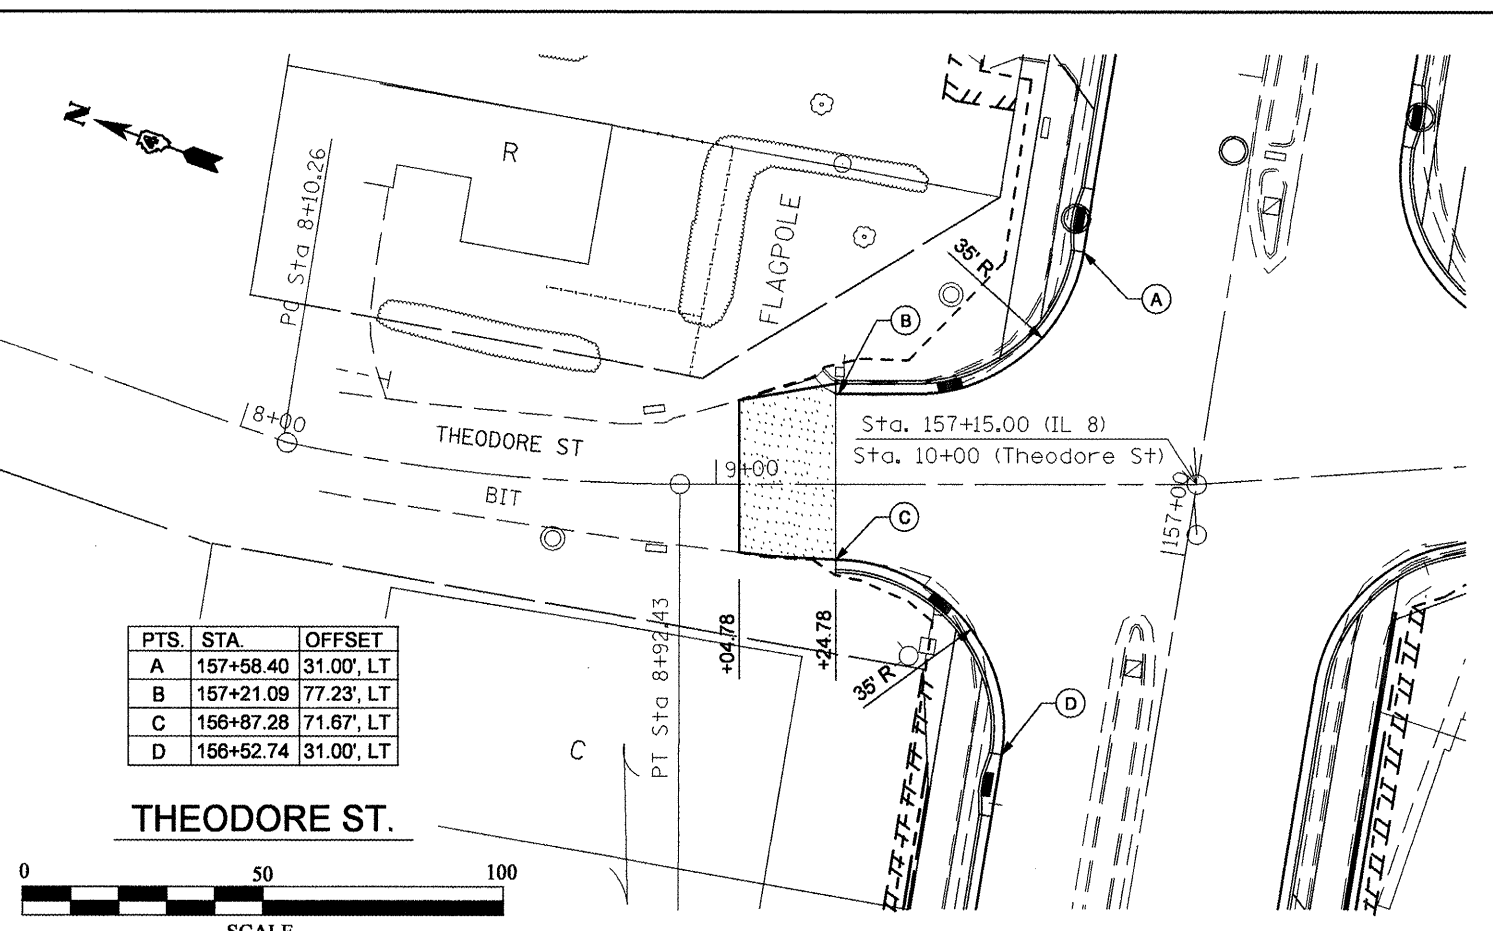 N
R
PC Sta 8+10.26
FLAGPOLE
35' R
A
B
8+00
THEODORE ST
Sta. 157+15.00 (IL 8)
Sta. 10+00 (Theodore St)
9+00
BIT
157+00
C
+04.78
+24.78
PT Sta 8+92.43
35' R
D
C
PTS. STA. OFFSET
A 157+58.40 31.00', LT
B 157+21.09 77.23', LT
C 156+87.28 71.67', LT
D 156+52.74 31.00', LT
THEODORE ST.
0 50 100
SCALE